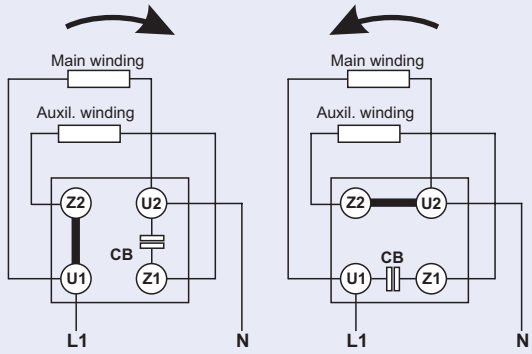 Main winding
Auxil. winding
Z2 U2
CB
U1 Z1
L1 N
Main winding
Auxil. winding
Z2 U2
CB
U1 Z1
L1 N